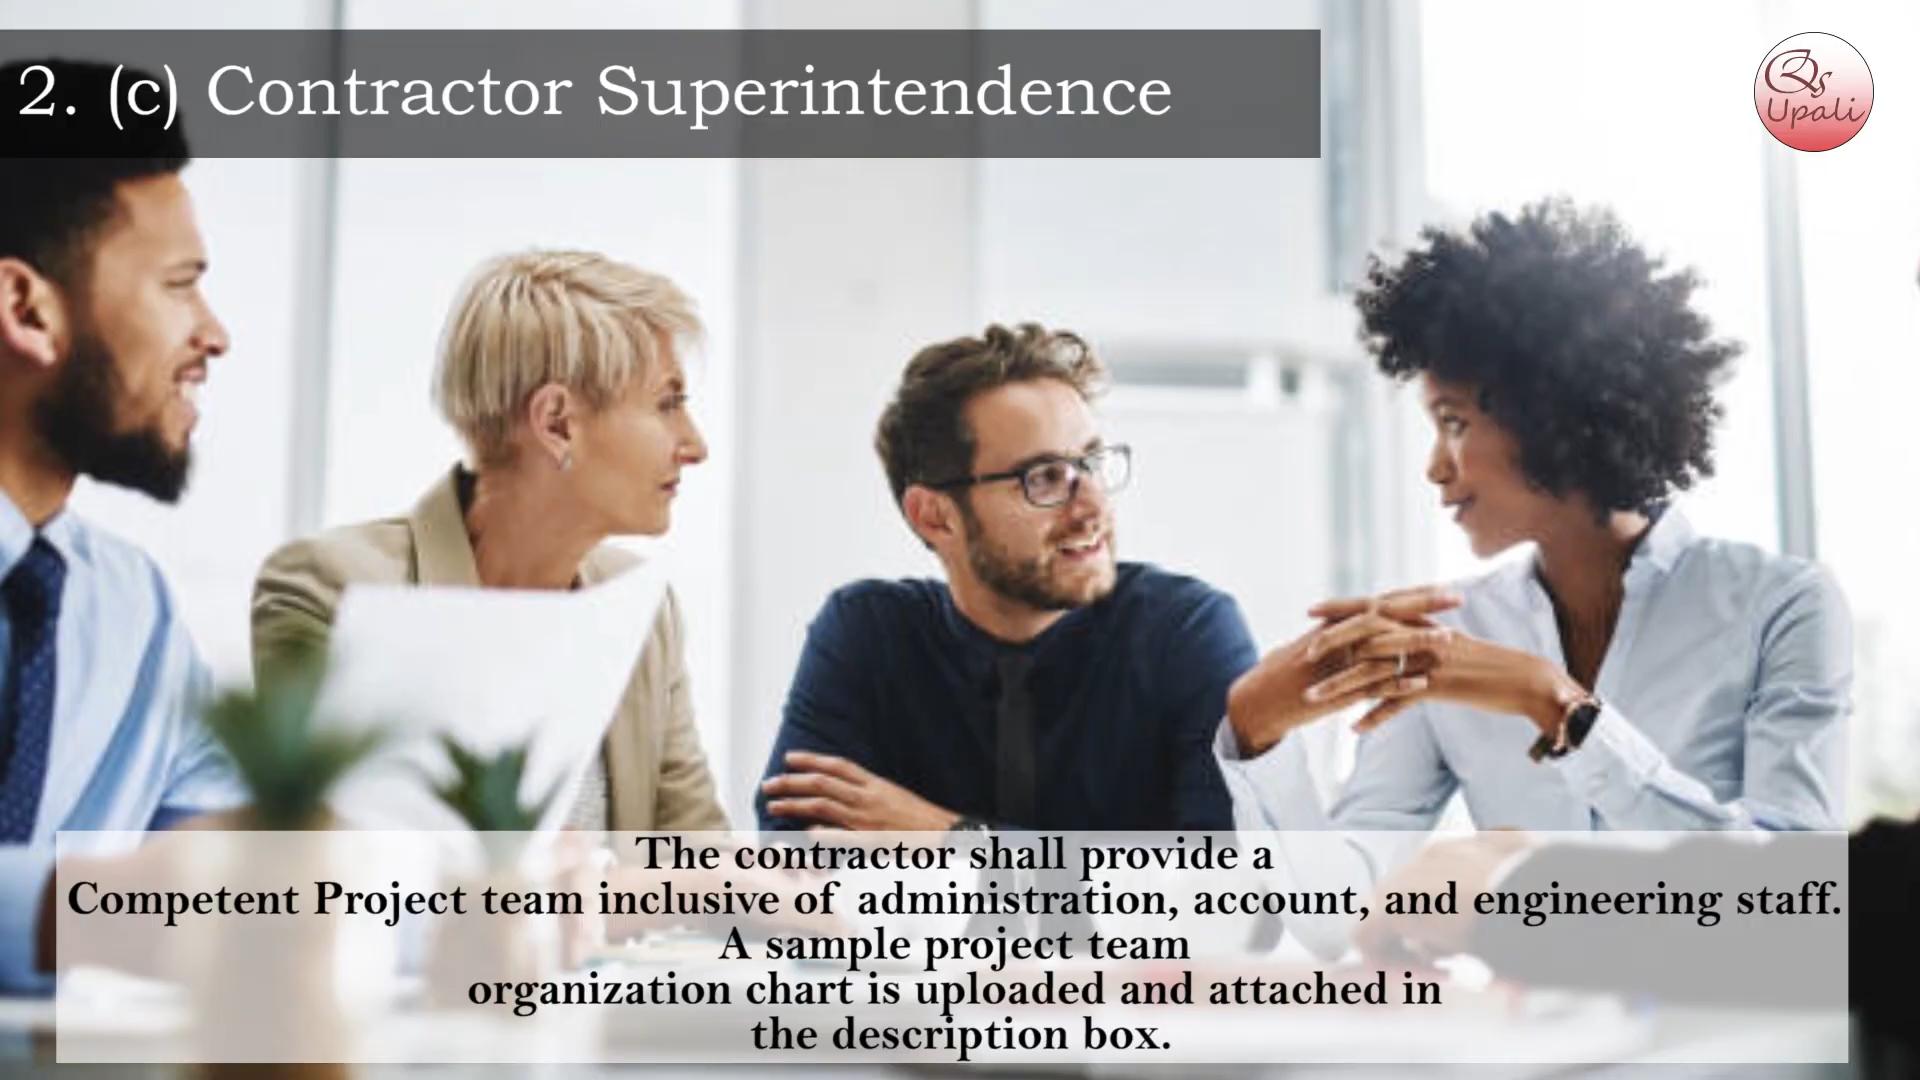 2. (c) Contractor Superintendence
Qs
Upali
The contractor shall provide a
Competent Project team inclusive of administration, account, and engineering staff.
A sample project team
organization chart is uploaded and attached in
the description box.